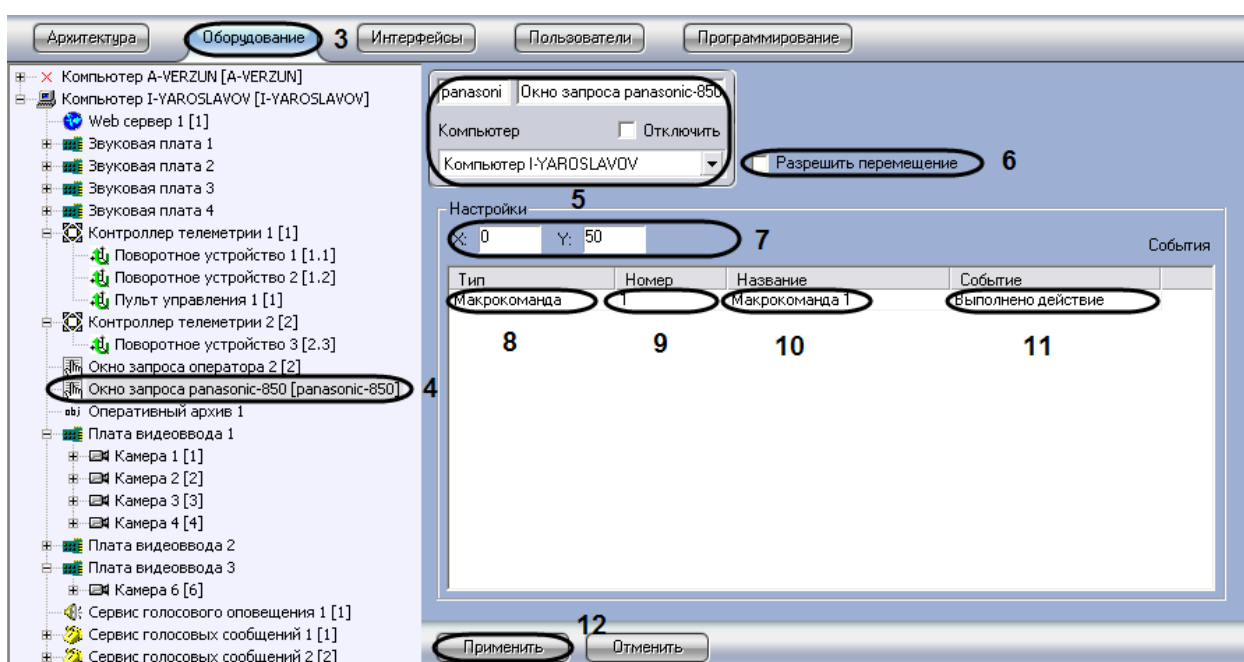 Архитектура Оборудование 3 Интерфейсы Пользователи Программирование
Компьютер A-VERZUN [A-VERZUN]
Компьютер I-YAROSLAVOV [I-YAROSLAVOV]
Web сервер 1 [1]
Звуковая плата 1
Звуковая плата 2
Звуковая плата 3
Звуковая плата 4
Контроллер телеметрии 1 [1]
Поворотное устройство 1 [1.1]
Поворотное устройство 2 [1.2]
Пульт управления 1 [1]
Контроллер телеметрии 2 [2]
Поворотное устройство 3 [2.3]
Окно запроса оператора 2 [2]
Окно запроса panasonic-850 [panasonic-850] 4
obj Оперативный архив 1
Плата видеоввода 1
Камера 1 [1]
Камера 2 [2]
Камера 3 [3]
Камера 4 [4]
Плата видеоввода 2
Плата видеоввода 3
Камера 6 [6]
Сервис голосового оповещения 1 [1]
Сервис голосовых сообщений 1 [1]
Сервис голосовых сообщений 2 [2]
panasoni Окно запроса panasonic-850
Компьютер Отключить
Компьютер I-YAROSLAVOV Разрешить перемещение 6
5
Настройки
X: 0 Y: 50 7
События
Тип Номер Название Событие
Макрокоманда 1 Макрокоманда 1 Выполнено действие
8 9 10 11
12
Применить Отменить